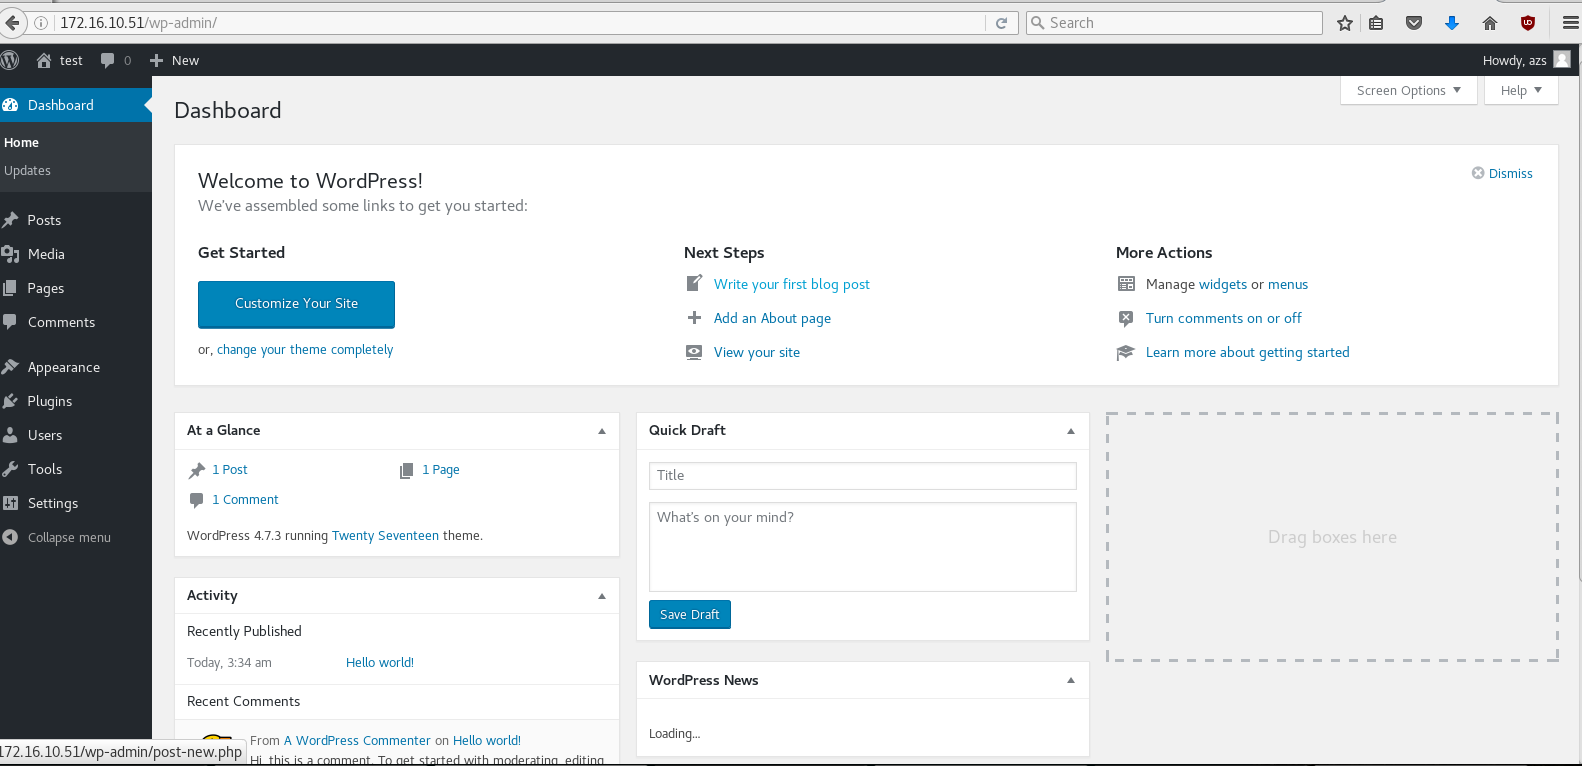 172.16.10.51/wp-admin/
Search
test 0 New
Howdy, azs
Dashboard
Home
Updates
Posts
Media
Pages
Comments
Appearance
Plugins
Users
Tools
Settings
Collapse menu
Screen Options
Help
Dashboard
Welcome to WordPress!
We've assembled some links to get you started:
Dismiss
Get Started
Customize Your Site
or, change your theme completely
Next Steps
Write your first blog post
Add an About page
View your site
More Actions
Manage widgets or menus
Turn comments on or off
Learn more about getting started
At a Glance
1 Post
1 Page
1 Comment
WordPress 4.7.3 running Twenty Seventeen theme.
Activity
Recently Published
Today, 3:34 am Hello world!
Recent Comments
From A WordPress Commenter on Hello world!
Hi, this is a comment. To get started with moderating, editing,
Quick Draft
Title
What's on your mind?
Save Draft
WordPress News
Loading...
Drag boxes here
172.16.10.51/wp-admin/post-new.php